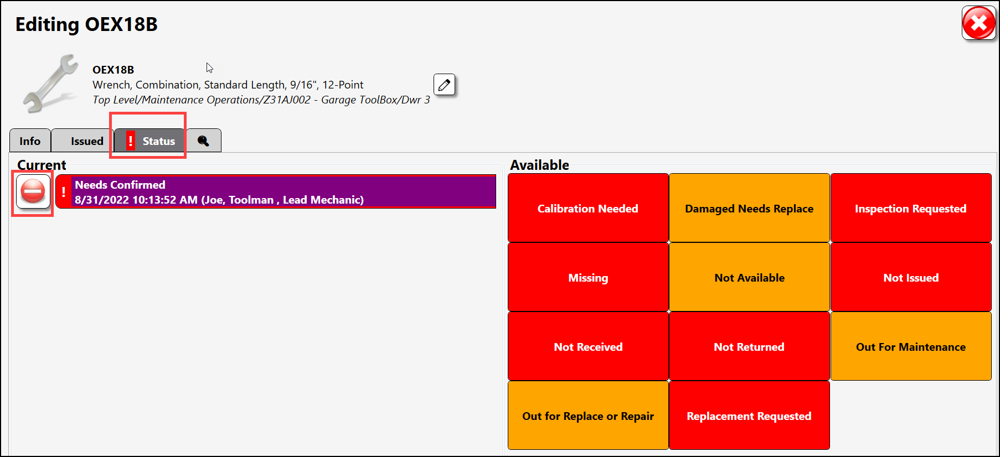 Editing OEX18B
OEX18B
Wrench, Combination, Standard Length, 9/16", 12-Point
Top Level/Maintenance Operations/Z31AJ002 - Garage ToolBox/Dwr 3
Info
Issued
! Status
Current
! Needs Confirmed
8/31/2022 10:13:52 AM (Joe, Toolman , Lead Mechanic)
Available
Calibration Needed
Damaged Needs Replace
Inspection Requested
Missing
Not Available
Not Issued
Not Received
Not Returned
Out For Maintenance
Out for Replace or Repair
Replacement Requested